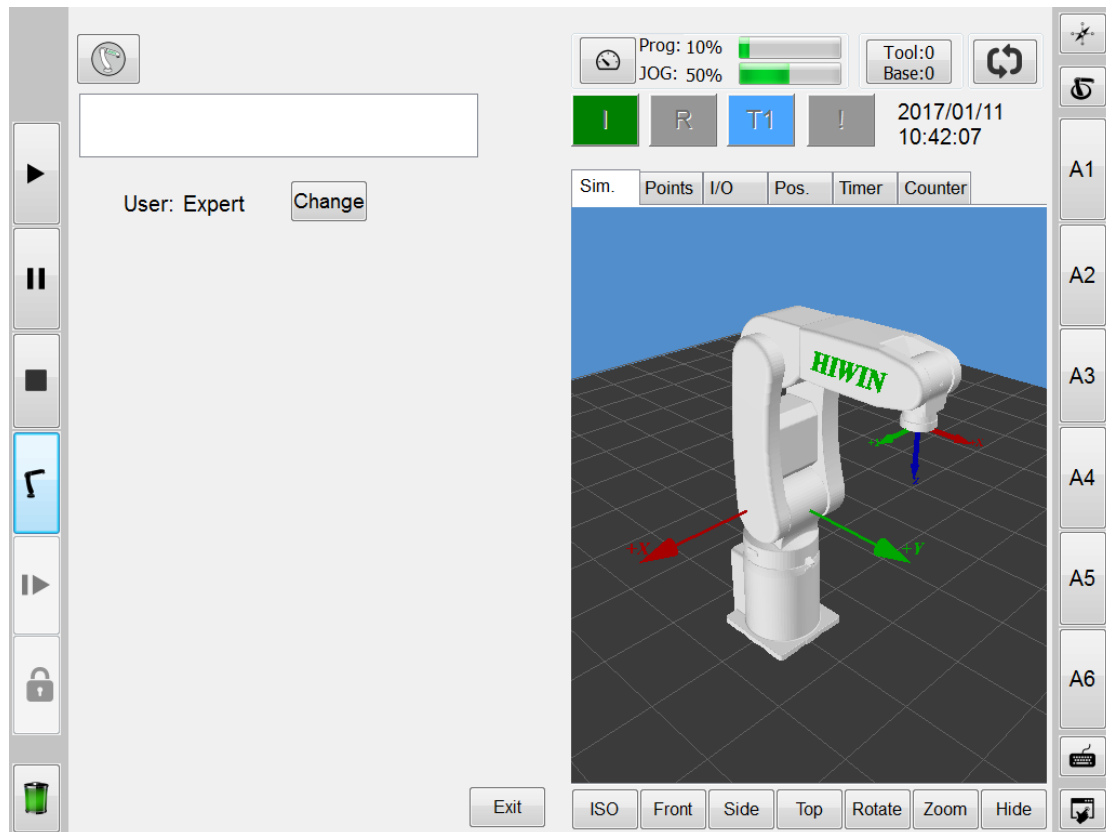 Prog: 10%
JOG: 50%
Tool:0
Base:0
I
R
T1
!
2017/01/11
10:42:07
User: Expert
Change
Sim.
Points
I/O
Pos.
Timer
Counter
HIWIN
+X
+Y
+Y
+X
Z
A1
A2
A3
A4
A5
A6
Exit
ISO
Front
Side
Top
Rotate
Zoom
Hide